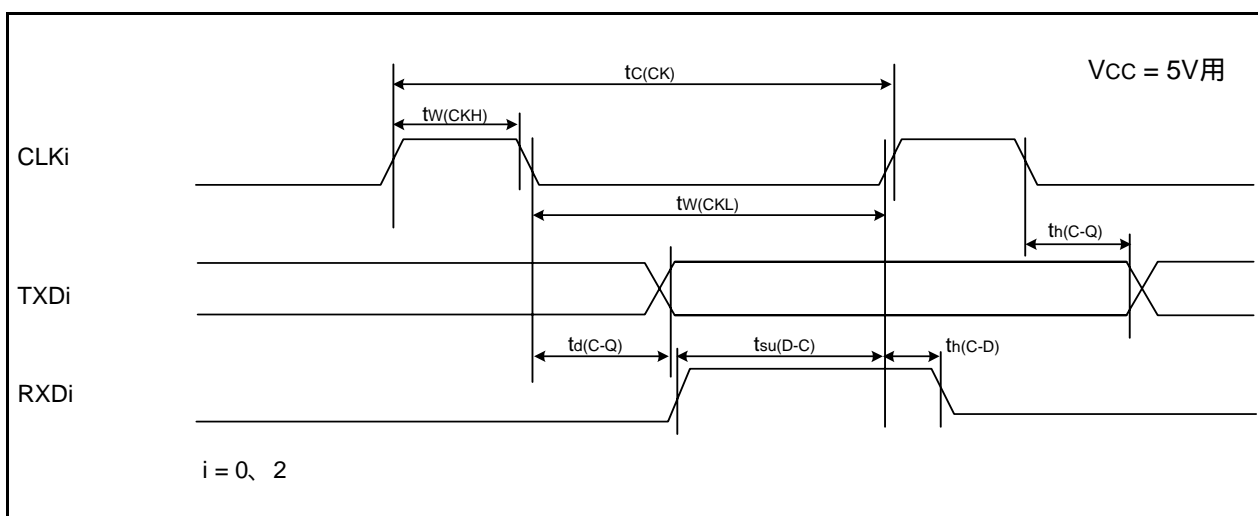 VCC = 5V用
tC(CK)
tW(CKH)
CLKi
tW(CKL)
th(C-Q)
TXDi
td(C-Q)
tsu(D-C)
th(C-D)
RXDi
i = 0、2